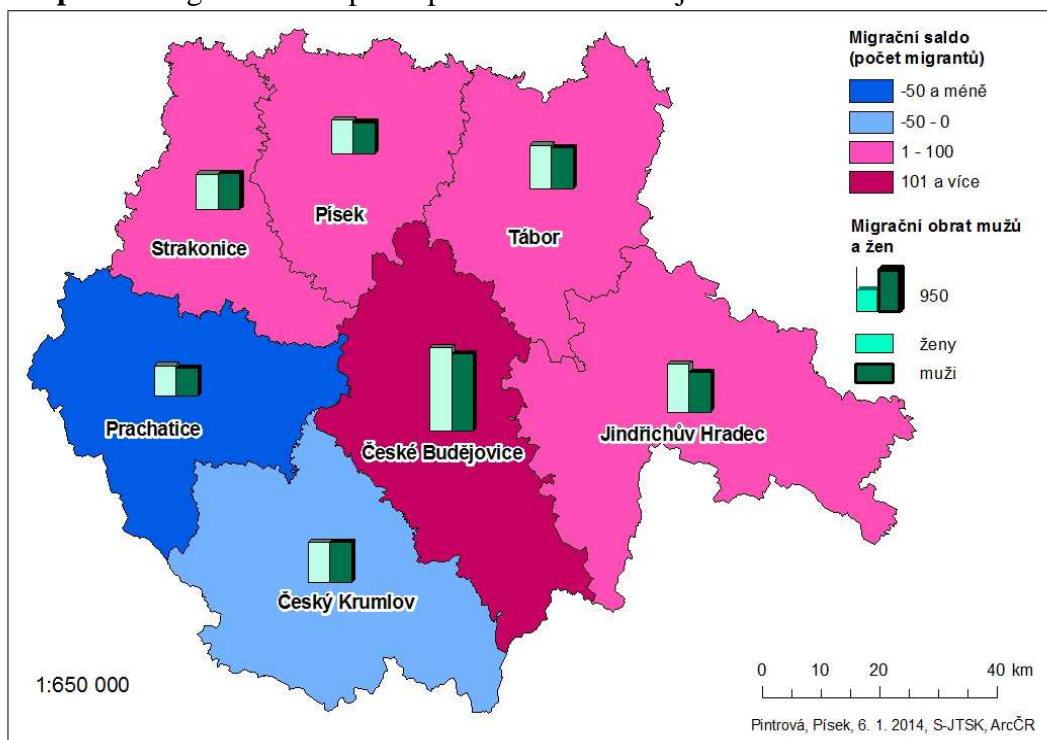 Migrační saldo
(počet migrantů)
-50 a méně
-50 - 0
1 - 100
101 a více
Migrační obrat mužů
a žen
950
ženy
muži
Písek
Tábor
Strakonice
Prachatice
České Budějovice
Jindřichův Hradec
Český Krumlov
1:650 000
0 10 20 40 km
Pintrová, Písek, 6. 1. 2014, S-JTSK, ArcČR